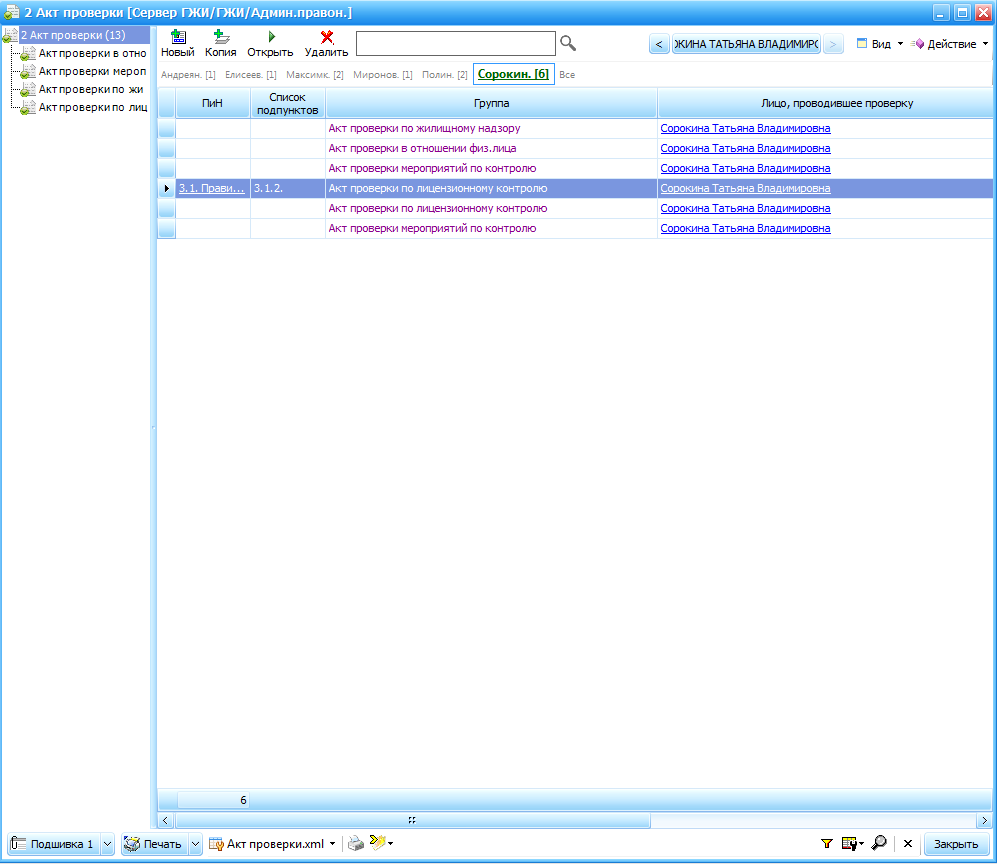 2 Акт проверки [Сервер ГЖИ/ГЖИ/Админ.правон.]
2 Акт проверки (13)
Акт проверки в отно
Акт проверки мероп
Акт проверки по жи
Акт проверки по лиц
Новый Копия Открыть Удалить < ЖИНА ТАТЬЯНА ВЛАДИМИРО > Вид Действие
Андреян. [1] Елисеев. [1] Максимк. [2] Миронов. [1] Полин. [2] Сорокин. [6] Все
ПиН Список подпунктов Группа Лицо, проводившее проверку
Акт проверки по жилищному надзору Сорокина Татьяна Владимировна
Акт проверки в отношении физ.лица Сорокина Татьяна Владимировна
Акт проверки мероприятий по контролю Сорокина Татьяна Владимировна
3.1. Прави... 3.1.2. Акт проверки по лицензионному контролю Сорокина Татьяна Владимировна
Акт проверки по лицензионному контролю Сорокина Татьяна Владимировна
Акт проверки мероприятий по контролю Сорокина Татьяна Владимировна
6
Подшивка 1 Печать Акт проверки.xml Закрыть